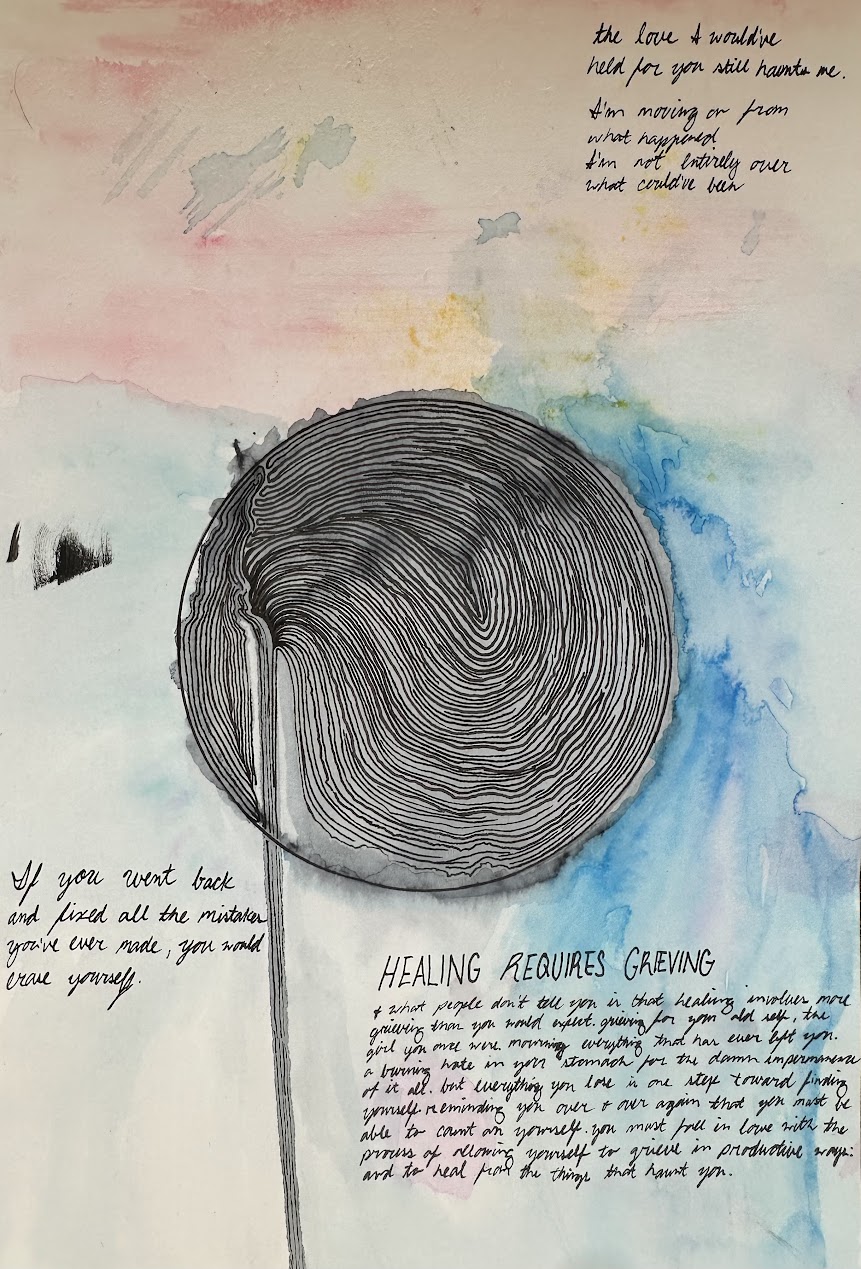 the love I would've
held for you still haunts me.
I'm moving on from
what happened
I'm not entirely over
what could've been
If you went back
and fixed all the mistakes
you've ever made, you would
erase yourself.
HEALING REQUIRES GRIEVING
& what people don't tell you is that healing involves more
grieving than you would expect. grieving for your old self, the
girl you once were. mourning everything that has ever left you.
a burning hate in your stomach for the damn impermanence
of it all. but everything you lose is one step toward finding
yourself. reminding you over & over again that you must be
able to count on yourself. you must fall in love with the
process of allowing yourself to grieve in productive ways.
and to heal from the things that haunt you.